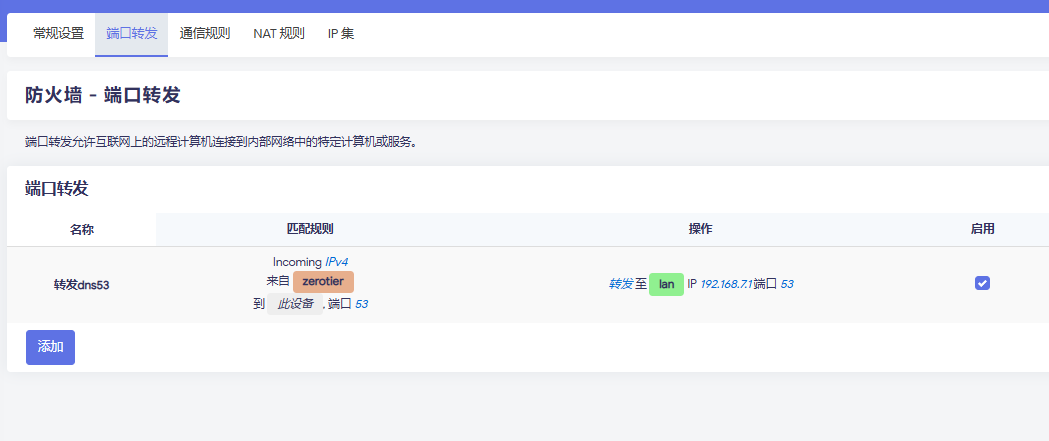 常规设置 端口转发 通信规则 NAT 规则 IP 集
防火墙 - 端口转发
端口转发允许互联网上的远程计算机连接到内部网络中的特定计算机或服务。
端口转发
名称 匹配规则 操作 启用
Incoming IPv4
来自 zerotier
转发dns53 转发 至 lan IP 192.168.7.1 端口 53
到 此设备 . 端口 53
添加